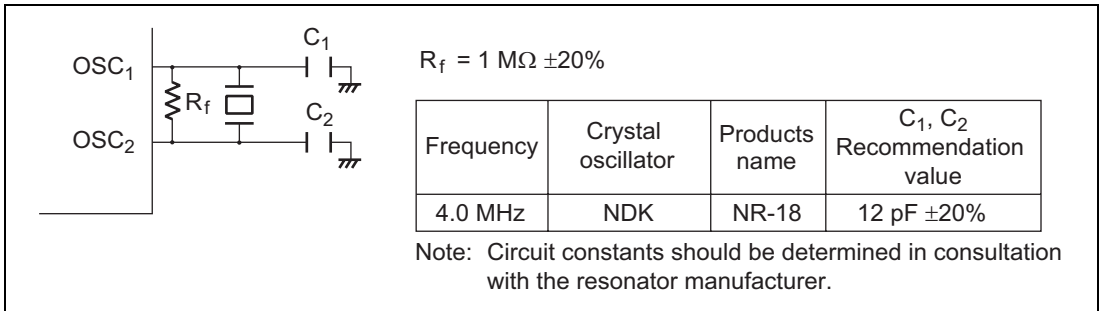 OSC1
OSC2
Rf
C1
C2
Rf = 1 MΩ ±20%
Frequency
Crystal
oscillator
Products
name
C1, C2
Recommendation
value
4.0 MHz
NDK
NR-18
12 pF ±20%
Note: Circuit constants should be determined in consultation
with the resonator manufacturer.